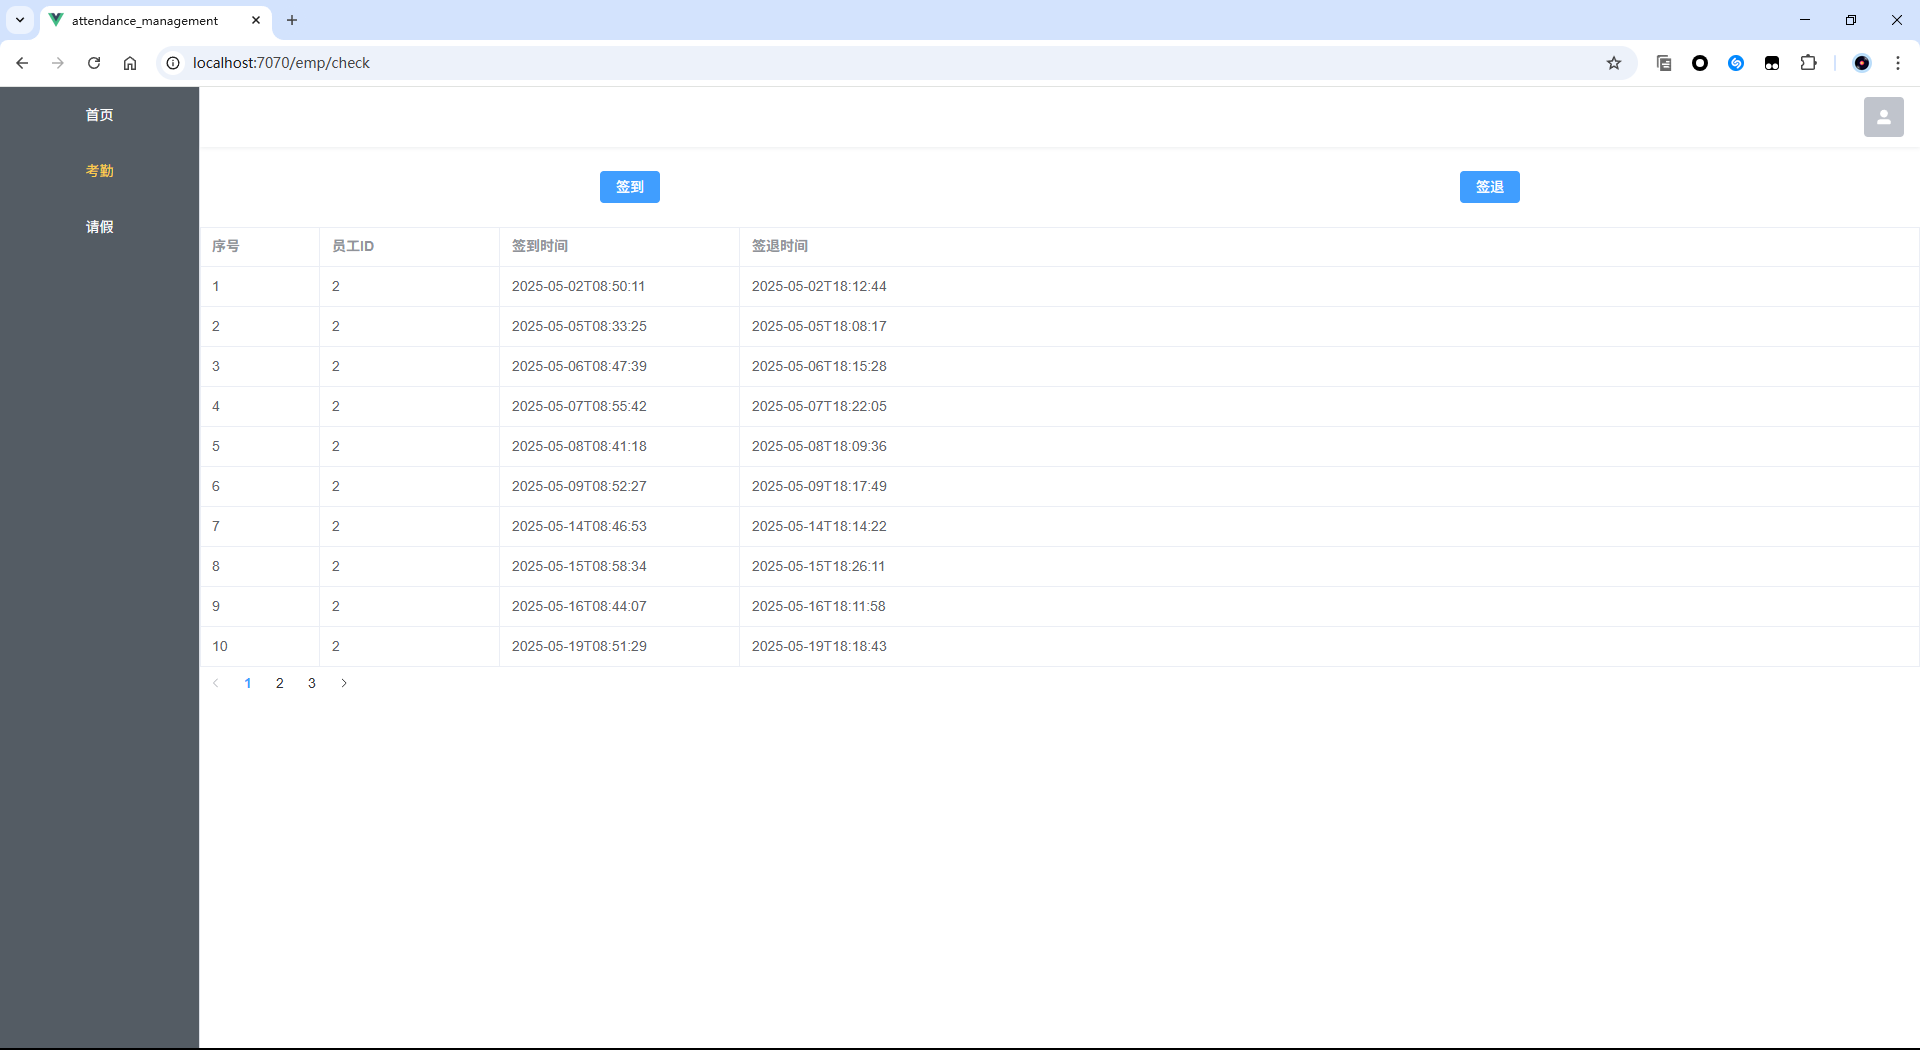 attendance_management
localhost:7070/emp/check
首页
考勤
请假
签到 签退
序号 员工ID 签到时间 签退时间
1 2 2025-05-02T08:50:11 2025-05-02T18:12:44
2 2 2025-05-05T08:33:25 2025-05-05T18:08:17
3 2 2025-05-06T08:47:39 2025-05-06T18:15:28
4 2 2025-05-07T08:55:42 2025-05-07T18:22:05
5 2 2025-05-08T08:41:18 2025-05-08T18:09:36
6 2 2025-05-09T08:52:27 2025-05-09T18:17:49
7 2 2025-05-14T08:46:53 2025-05-14T18:14:22
8 2 2025-05-15T08:58:34 2025-05-15T18:26:11
9 2 2025-05-16T08:44:07 2025-05-16T18:11:58
10 2 2025-05-19T08:51:29 2025-05-19T18:18:43
1 2 3